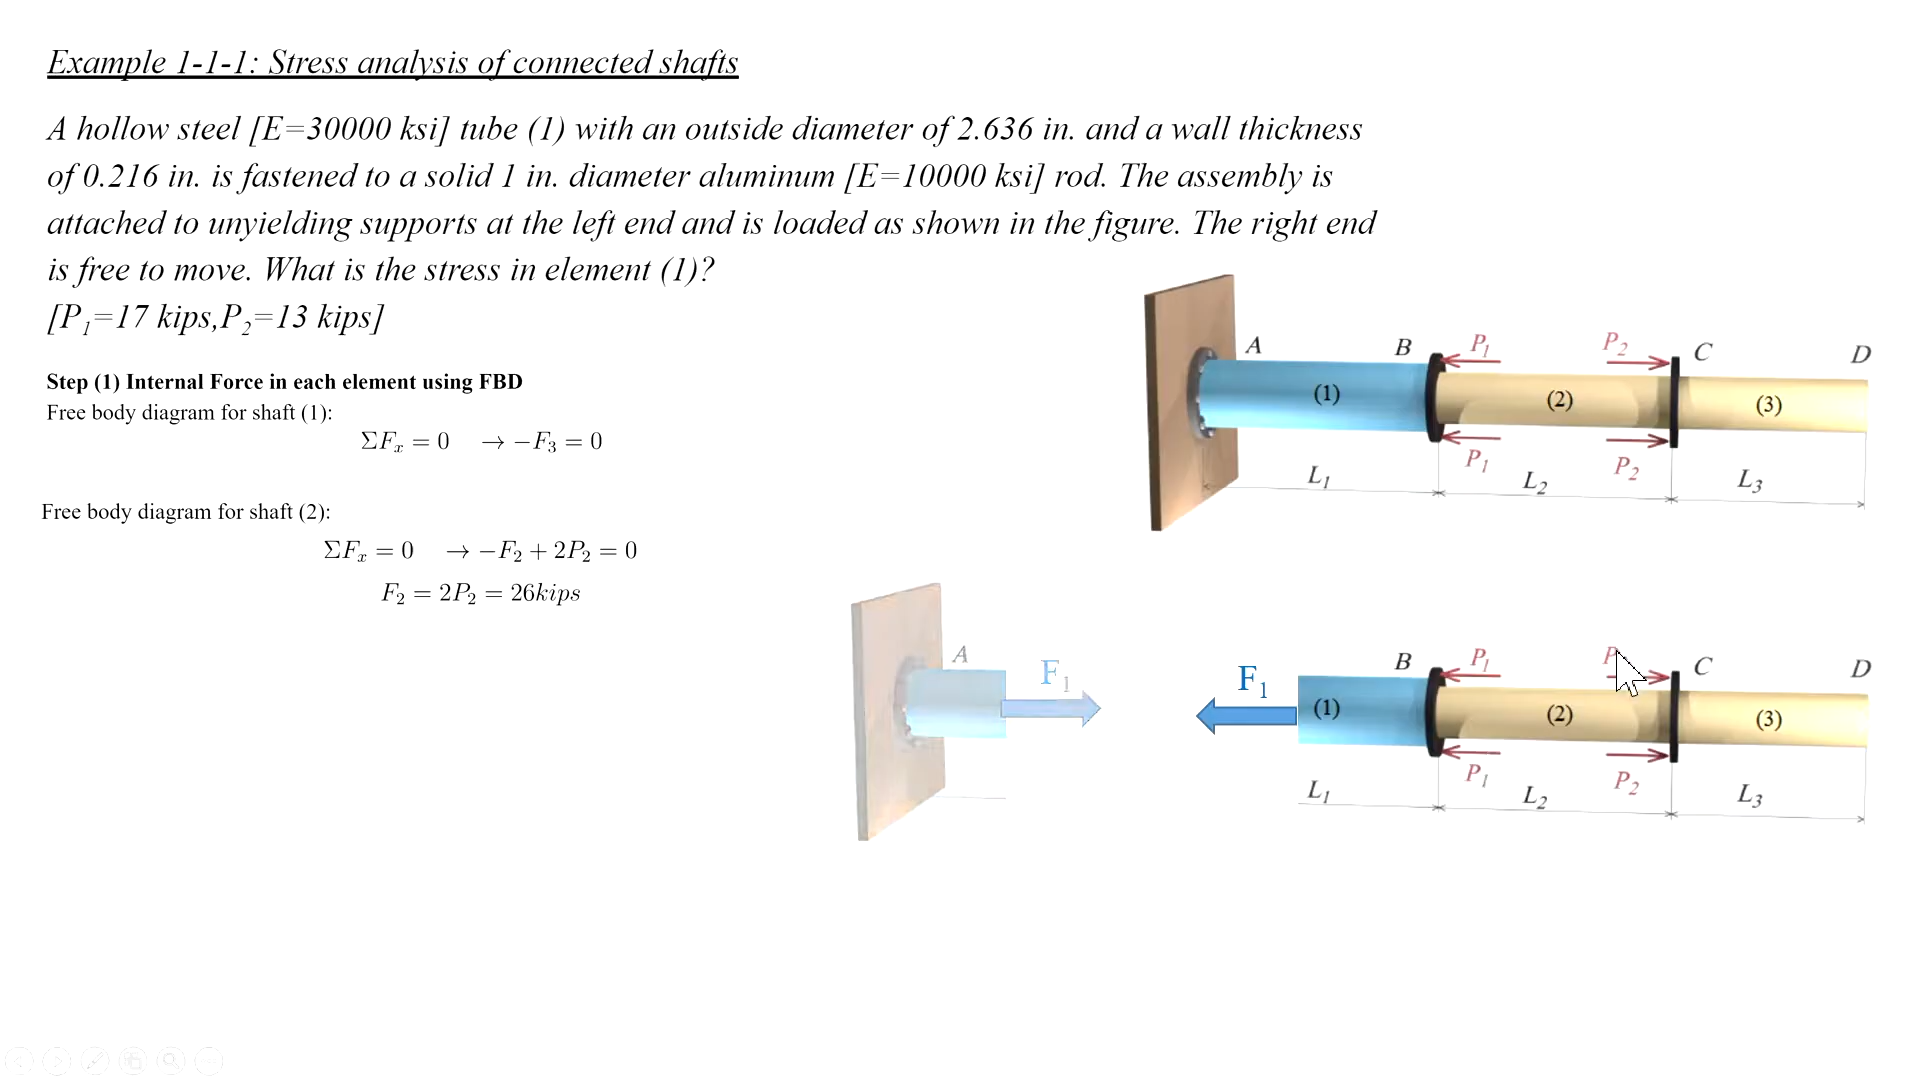 Example 1-1-1: Stress analysis of connected shafts
A hollow steel [E=30000 ksi] tube (1) with an outside diameter of 2.636 in. and a wall thickness
of 0.216 in. is fastened to a solid 1 in. diameter aluminum [E=10000 ksi] rod. The assembly is
attached to unyielding supports at the left end and is loaded as shown in the figure. The right end
is free to move. What is the stress in element (1)?
[P₁=17 kips,P₂=13 kips]
Step (1) Internal Force in each element using FBD
Free body diagram for shaft (1):
ΣFₓ = 0 → −F₃ = 0
Free body diagram for shaft (2):
ΣFₓ = 0 → −F₂ + 2P₂ = 0
F₂ = 2P₂ = 26kips
A B P₁ P₂ C D
(1) (2) (3)
P₁ P₂
L₁ L₂ L₃
A F₁
F₁ B P₁ P C D
(1) (2) (3)
P₁ P₂
L₁ L₂ L₃